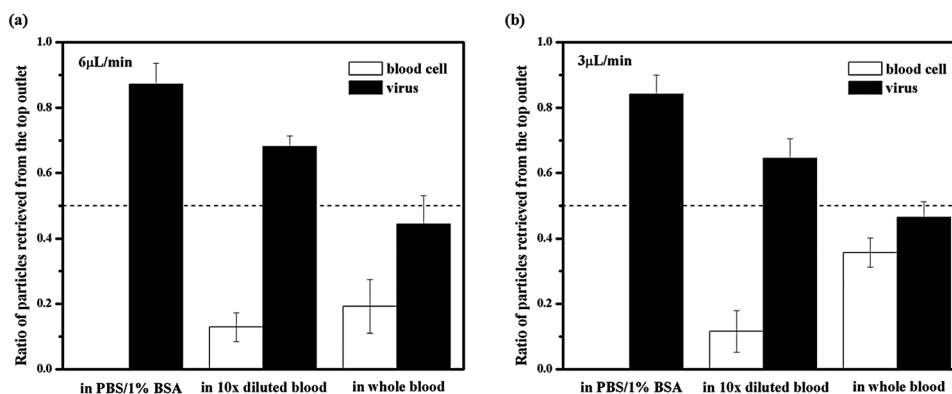 (a)
Ratio of particles retrieved from the top outlet
1.0
0.8
0.6
0.4
0.2
0.0
6μL/min
blood cell
virus
in PBS/1% BSA
in 10x diluted blood
in whole blood
(b)
Ratio of particles retrieved from the top outlet
1.0
0.8
0.6
0.4
0.2
0.0
3μL/min
blood cell
virus
in PBS/1% BSA
in 10x diluted blood
in whole blood